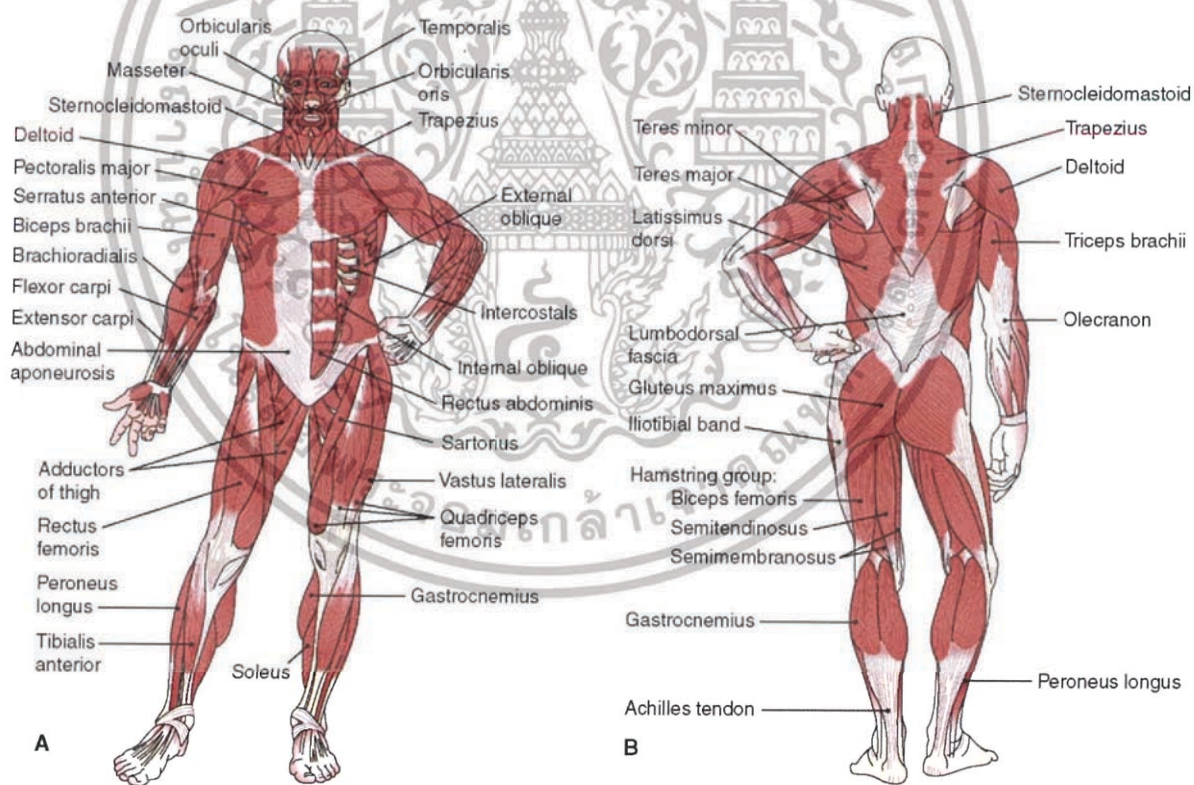 Orbicularis
oculi
Masseter
Sternocleidomastoid
Deltoid
Pectoralis major
Serratus anterior
Biceps brachii
Brachioradialis
Flexor carpi
Extensor carpi
Abdominal
aponeurosis
Adductors
of thigh
Rectus
femoris
Peroneus
longus
Tibialis
anterior
A
Temporalis
Orbicularis
oris
Trapezius
External
oblique
Intercostals
Internal oblique
Rectus abdominis
Sartorius
Vastus lateralis
Quadriceps
femoris
Gastrocnemius
Soleus
Teres minor
Teres major
Latissimus
dorsi
Lumbodorsal
fascia
Gluteus maximus
Iliotibial band
Hamstring group:
Biceps femoris
Semitendinosus
Semimembranosus
Gastrocnemius
Achilles tendon
B
Sternocleidomastoid
Trapezius
Deltoid
Triceps brachii
Olecranon
Peroneus longus